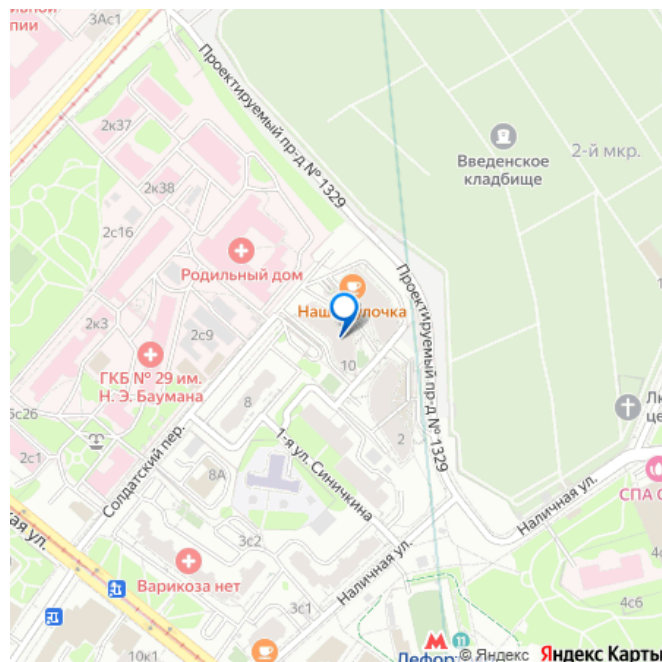 3Ас1
пии
2к37
2к38
2с16
Родильный дом
2к3
2с9
ГКБ № 29 им.
Н. Э. Баумана
6с26
2с1
Солдатский пер.
8
8А
10
2
Проектируемый пр-д № 1329
Проектируемый пр-д № 1329
Введенское
кладбище
2-й мкр.
1-я ул. Синичкина
3с2
Варикоза нет
3с1
10к1
Наличная ул.
Наличная ул.
СПА
4с6
11
© Яндекс Яндекс Карты